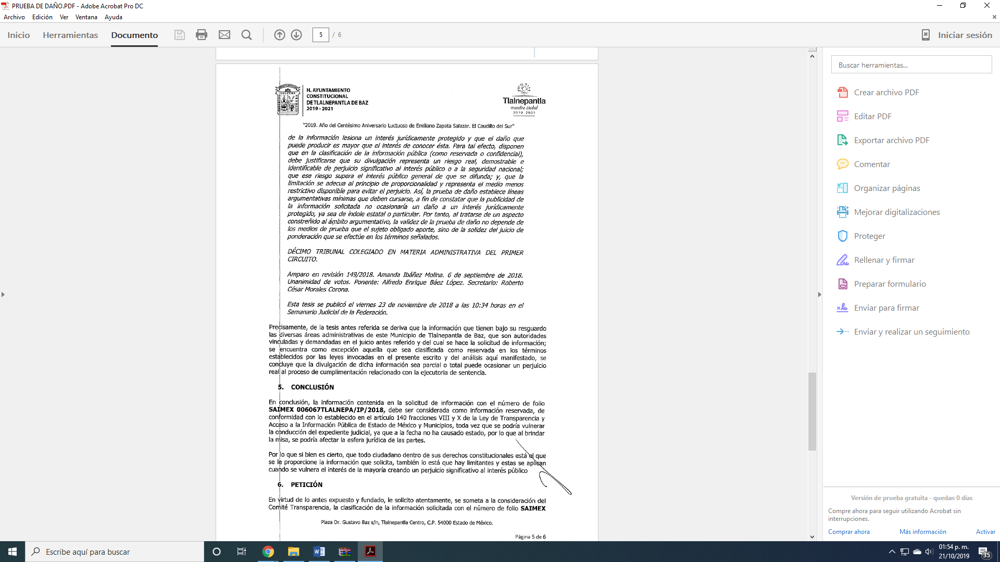 PRUEBA DE DAÑO.PDF - Adobe Acrobat Pro DC
Archivo Edición Ver Ventana Ayuda
Inicio Herramientas Documento 5 / 6 Iniciar sesión
H. AYUNTAMIENTO
CONSTITUCIONAL
DE TLALNEPANTLA DE BAZ
2019 - 2021
Tlalnepantla
nuestra ciudad
2019 2021
"2019. Año del Centésimo Aniversario Luctuoso de Emiliano Zapata Salazar. El Caudillo del Sur"
de la información lesiona un interés jurídicamente protegido y que el daño que
puede producir es mayor que el interés de conocer ésta. Para tal efecto, disponen
que en la clasificación de la información pública (como reservada o confidencial),
debe justificarse que su divulgación representa un riesgo real, demostrable e
identificable de perjuicio significativo al interés público o a la seguridad nacional;
que ese riesgo supera el interés público general de que se difunda; y, que la
limitación se adecua al principio de proporcionalidad y representa el medio menos
restrictivo disponible para evitar el perjuicio. Así, la prueba de daño establece líneas
argumentativas mínimas que deben cursarse, a fin de constatar que la publicidad de
la información solicitada no ocasionaría un daño a un interés jurídicamente
protegido, ya sea de índole estatal o particular. Por tanto, al tratarse de un aspecto
constreñido al ámbito argumentativo, la validez de la prueba de daño no depende de
los medios de prueba que el sujeto obligado aporte, sino de la solidez del juicio de
ponderación que se efectúe en los términos señalados.
DÉCIMO TRIBUNAL COLEGIADO EN MATERIA ADMINISTRATIVA DEL PRIMER
CIRCUITO.
Amparo en revisión 149/2018. Amanda Ibáñez Molina. 6 de septiembre de 2018.
Unanimidad de votos. Ponente: Alfredo Enrique Báez López. Secretario: Roberto
César Morales Corona.
Esta tesis se publicó el viernes 23 de noviembre de 2018 a las 10:34 horas en el
Semanario Judicial de la Federación.
Precisamente, de la tesis antes referida se deriva que la información que tienen bajo su resguardo
las diversas áreas administrativas de este Municipio de Tlalnepantla de Baz, que son autoridades
vinculadas y demandadas en el juicio antes referido y del cual se hace la solicitud de información;
se encuentra como excepción aquella que sea clasificada como reservada en los términos
establecidos por las leyes invocadas en el presente escrito y del análisis aquí manifestado, se
concluye que la divulgación de dicha información sea parcial o total puede ocasionar un perjuicio
real al proceso de cumplimentación relacionado con la ejecutoria de sentencia.
5. CONCLUSIÓN
En conclusión, la información contenida en la solicitud de información con el número de folio
SAIMEX 006067TLALNEPA/IP/2018, debe ser considerada como información reservada, de
conformidad con lo establecido en el artículo 140 fracciones VIII y X de la Ley de Transparencia y
Acceso a la Información Pública de Estado de México y Municipios, toda vez que se podría vulnerar
la conducción del expediente judicial, ya que a la fecha no ha causado estado, por lo que al brindar
la misa, se podría afectar la esfera jurídica de las partes.
Por lo que si bien es cierto, que todo ciudadano dentro de sus derechos constitucionales está el que
se le proporcione la información que solicita, también lo está que hay limitantes y estas se aplican
cuando se vulnera el interés de la mayoría creando un perjuicio significativo al interés público
6. PETICIÓN
En virtud de lo antes expuesto y fundado, le solicito atentamente, se someta a la consideración del
Comité Transparencia, la clasificación de la información solicitada con el número de folio SAIMEX
Plaza Dr. Gustavo Baz s/n, Tlalnepantla Centro, C.P. 54000 Estado de México.
Página 5 de 6
Buscar herramientas...
Crear archivo PDF
Editar PDF
Exportar archivo PDF
Comentar
Organizar páginas
Mejorar digitalizaciones
Proteger
Rellenar y firmar
Preparar formulario
Enviar para firmar
Enviar y realizar un seguimiento
Versión de prueba gratuita - quedan 0 días
Compre ahora para seguir utilizando Acrobat sin
interrupciones.
Comprar ahora Más información Activar
Escribe aquí para buscar
01:54 p. m.
21/10/2019
35